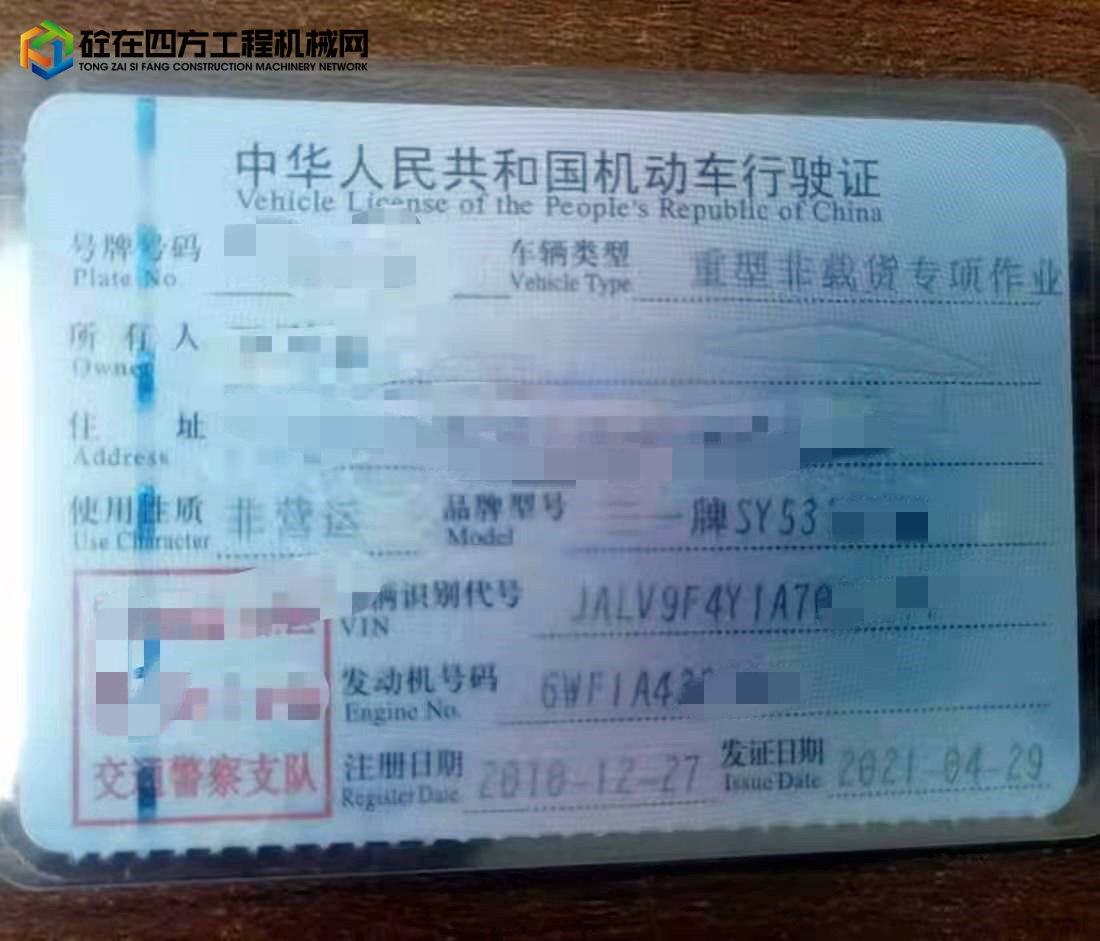 砼在四方工程机械网
TONG ZAI SI FANG CONSTRUCTION MACHINERY NETWORK
中华人民共和国机动车行驶证
Vehicle License of the People's Republic of China
号牌号码 车辆类型 重型非载货专项作业
Plate No. Vehicle Type
所有人
Owner
住址
Address
使用性质 非营运 品牌型号 三一牌SY53
Use Character Model
辆识别代号 JALV9F4Y1A70
VIN
发动机号码 6WF1A4
Engine No.
交通警察支队
注册日期 2010-12-27 发证日期 2021-04-29
Register Date Issue Date